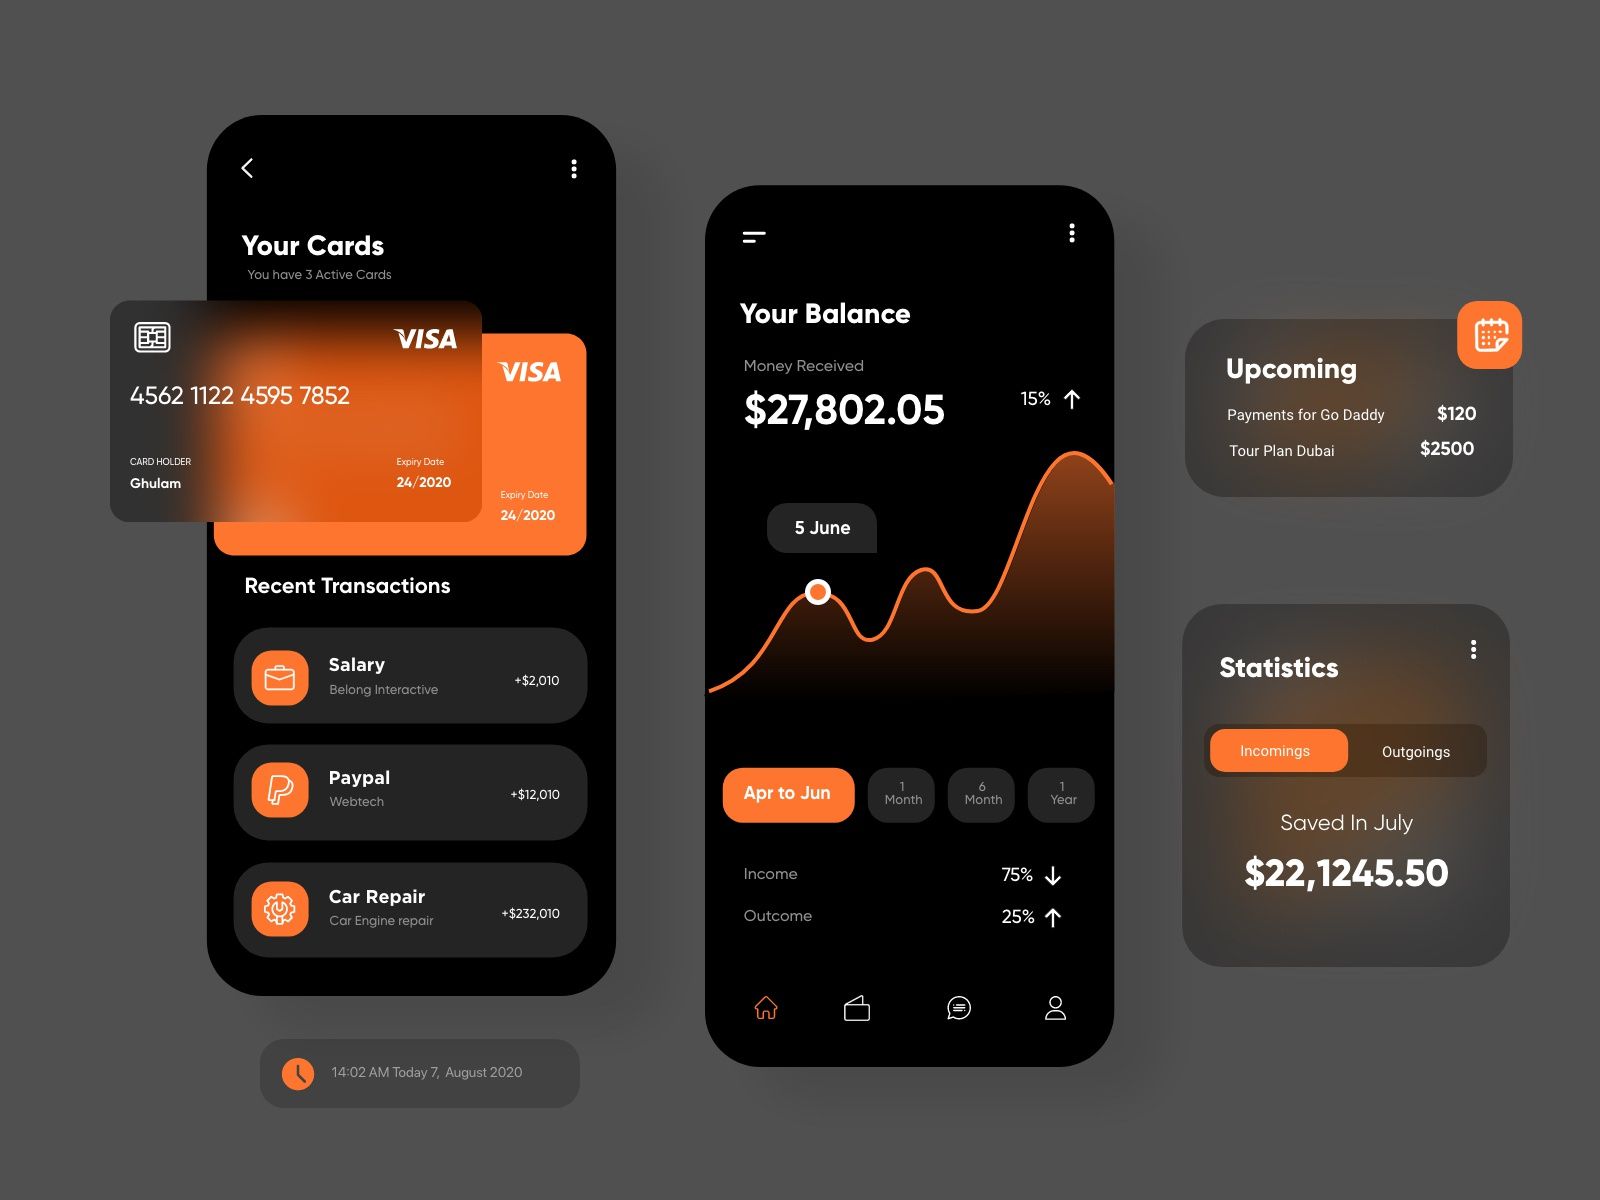 Your Cards
You have 3 Active Cards
VISA
4562 1122 4595 7852
CARD HOLDER
Ghulam
Expiry Date
24/2020
VISA
Expiry Date
24/2020
Recent Transactions
Salary
Belong Interactive
+$2,010
Paypal
Webtech
+$12,010
Car Repair
Car Engine repair
+$232,010
14:02 AM Today 7, August 2020
Your Balance
Money Received
$27,802.05
15%
5 June
Apr to Jun
1
Month
6
Month
1
Year
Income
75%
Outcome
25%
Upcoming
Payments for Go Daddy $120
Tour Plan Dubai $2500
Statistics
Incomings
Outgoings
Saved In July
$22,1245.50